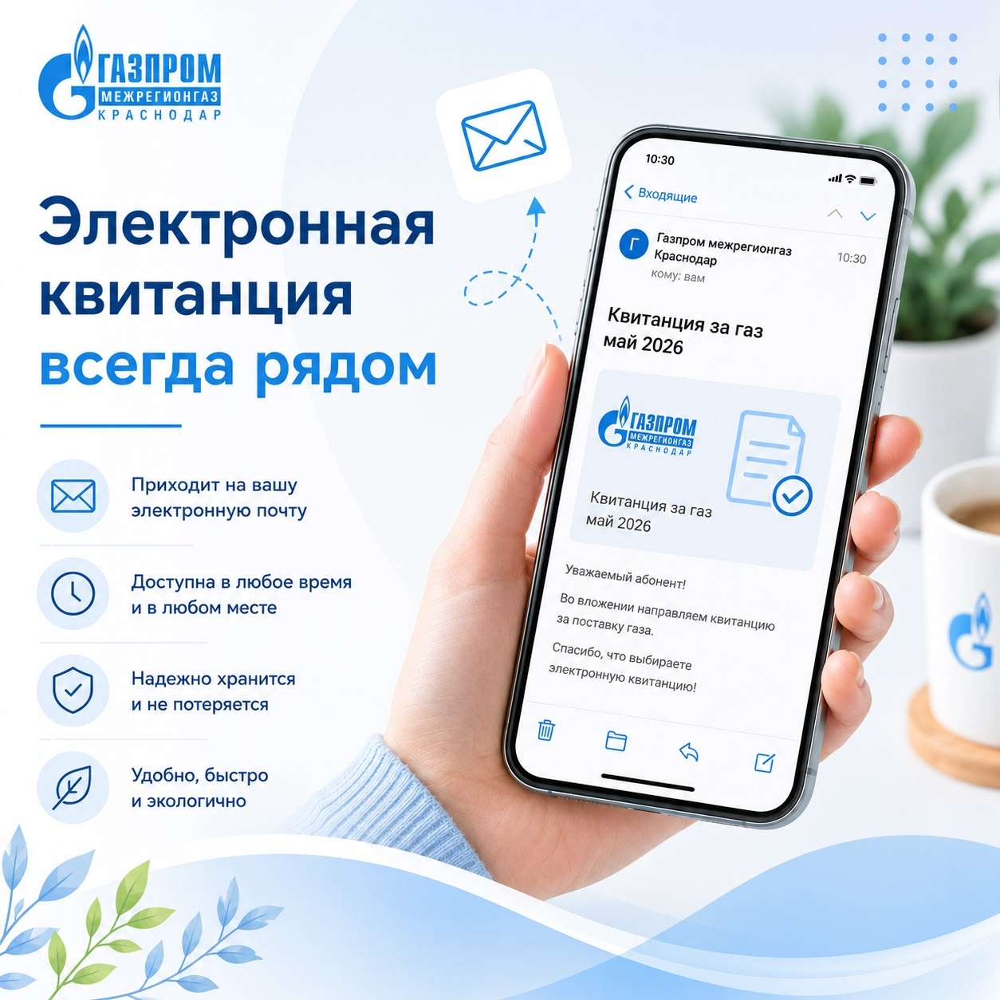 ГАЗПРОМ
МЕЖРЕГИОНГАЗ
КРАСНОДАР
Электронная
квитанция
всегда рядом
Приходит на вашу
электронную почту
Доступна в любое время
и в любом месте
Надежно хранится
и не потеряется
Удобно, быстро
и экологично
10:30
Входящие
Г
Газпром межрегионгаз
Краснодар
10:30
кому: вам
Квитанция за газ
май 2026
ГАЗПРОМ
МЕЖРЕГИОНГАЗ
КРАСНОДАР
Квитанция за газ
май 2026
Уважаемый абонент!
Во вложении направляем квитанцию
за поставку газа.
Спасибо, что выбираете
электронную квитанцию!